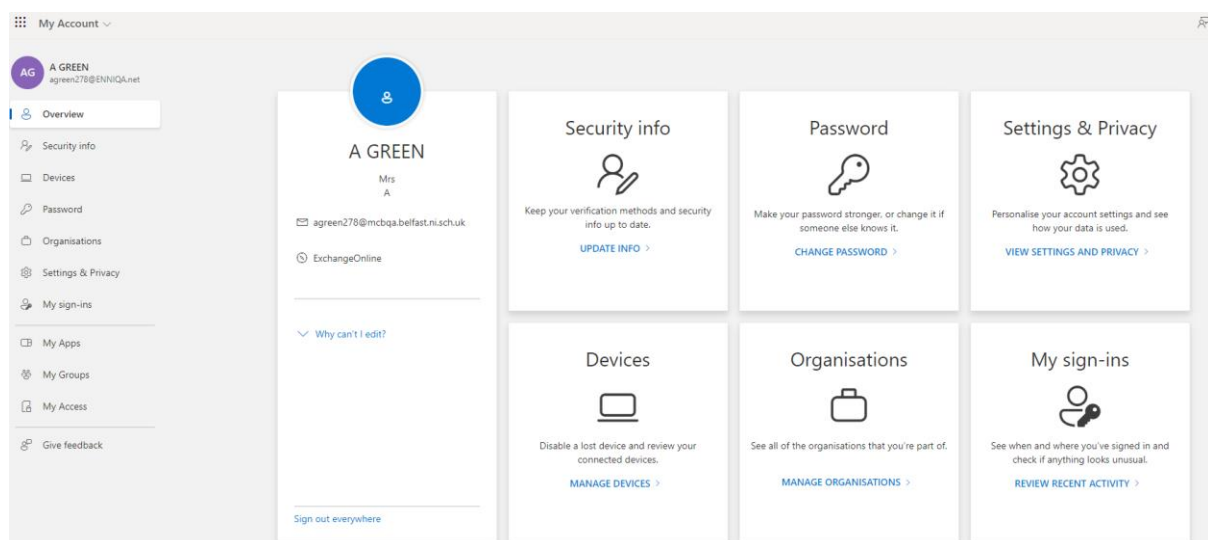 My Account
AG
A GREEN
agreen278@ENNIQA.net
Overview
Security info
Devices
Password
Organisations
Settings & Privacy
My sign-ins
My Apps
My Groups
My Access
Give feedback
A GREEN
Mrs
A
agreen278@mcbqa.belfast.ni.sch.uk
ExchangeOnline
Why can't I edit?
Sign out everywhere
Security info
Keep your verification methods and security
info up to date.
UPDATE INFO >
Password
Make your password stronger, or change it if
someone else knows it.
CHANGE PASSWORD >
Settings & Privacy
Personalise your account settings and see
how your data is used.
VIEW SETTINGS AND PRIVACY >
Devices
Disable a lost device and review your
connected devices.
MANAGE DEVICES >
Organisations
See all of the organisations that you're part of.
MANAGE ORGANISATIONS >
My sign-ins
See when and where you've signed in and
check if anything looks unusual.
REVIEW RECENT ACTIVITY >